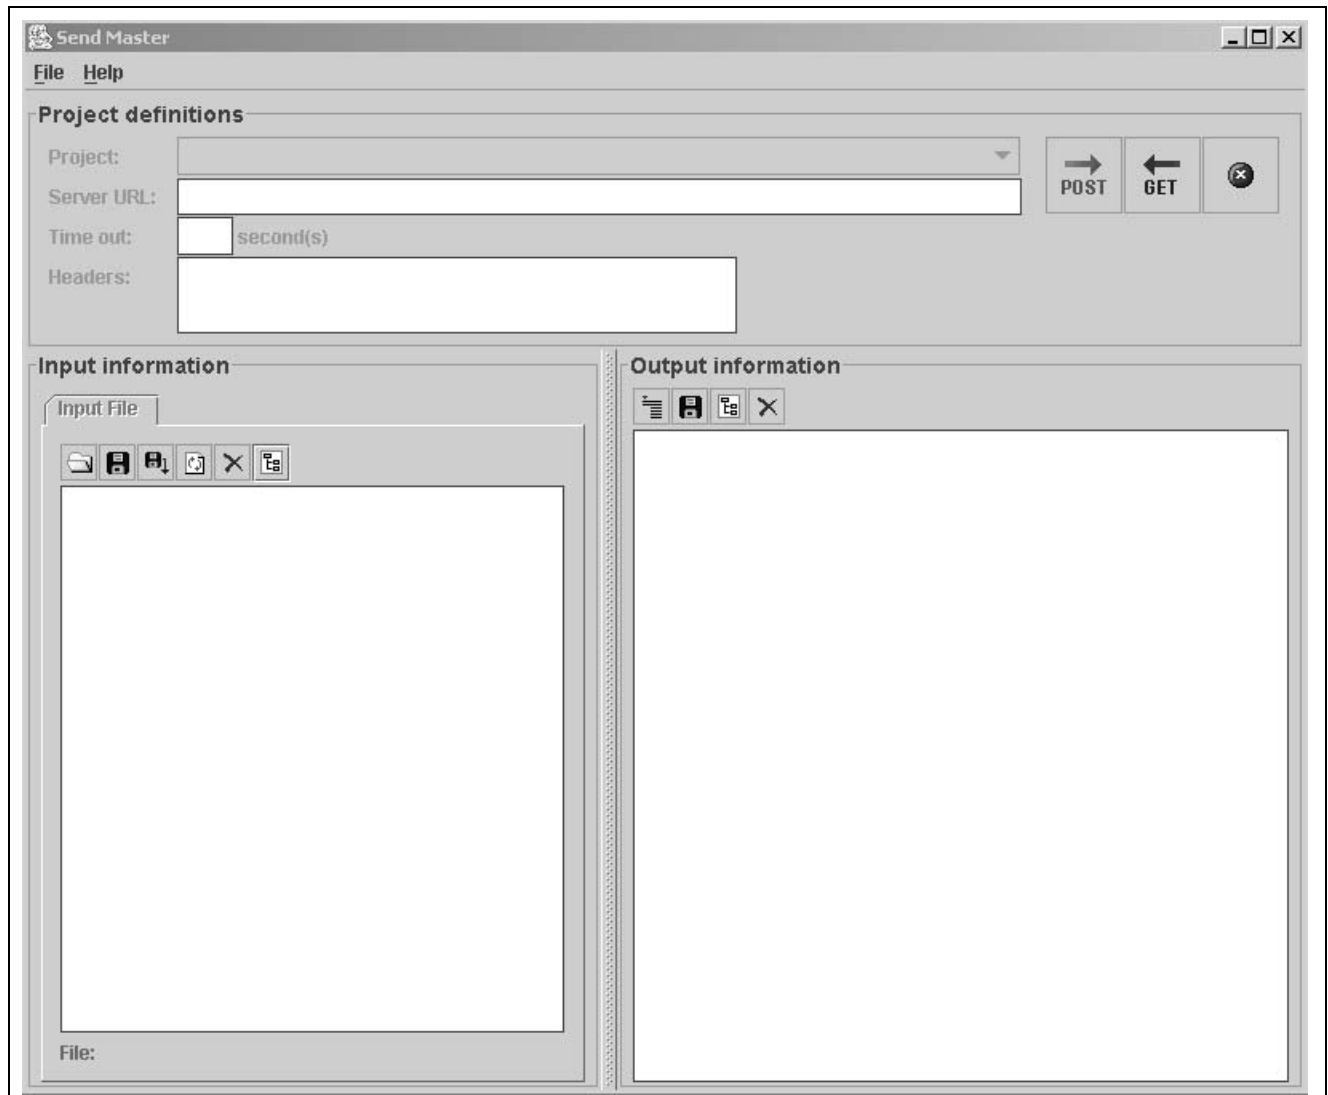 Send Master
File Help
Project definitions
Project:
Server URL:
Time out: second(s)
Headers:
POST GET
Input information
Input File
File:
Output information